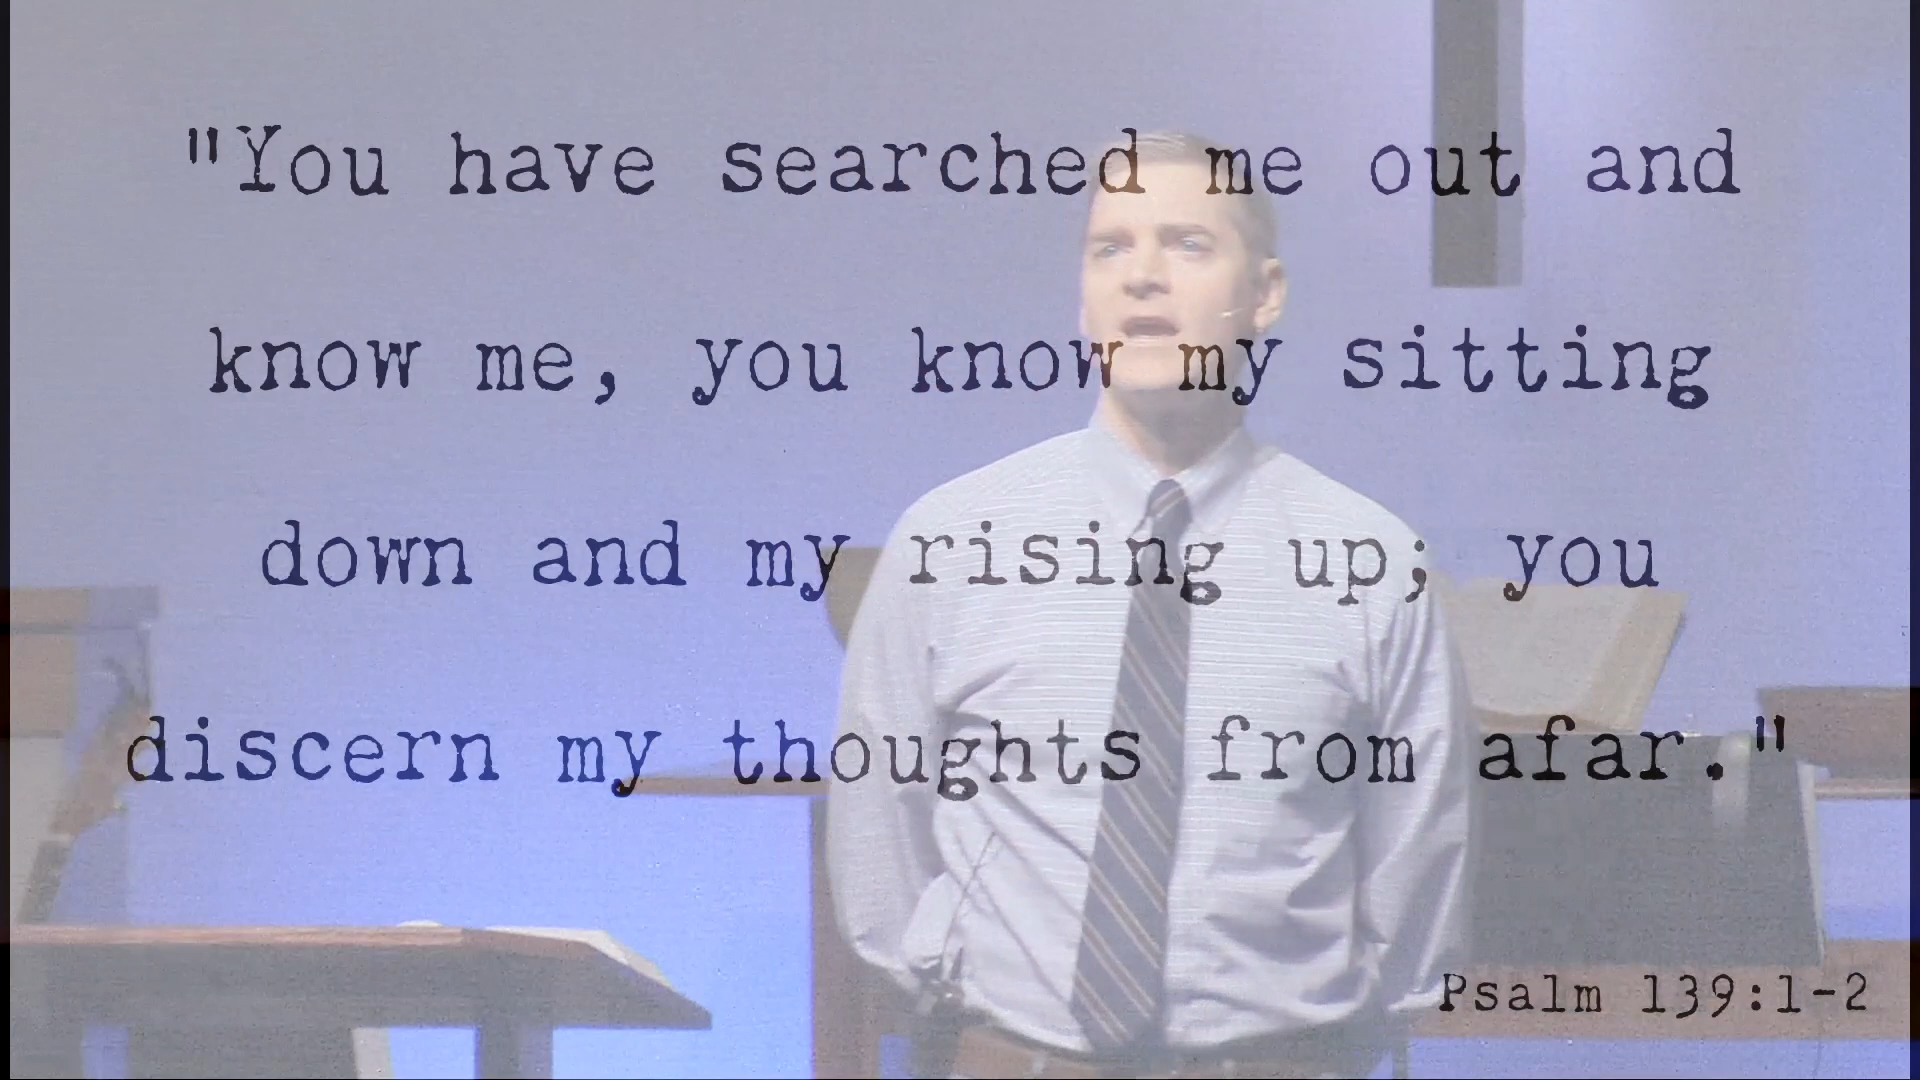 "You have searched me out and
know me, you know my sitting
down and my rising up; you
discern my thoughts from afar."
Psalm 139:1-2